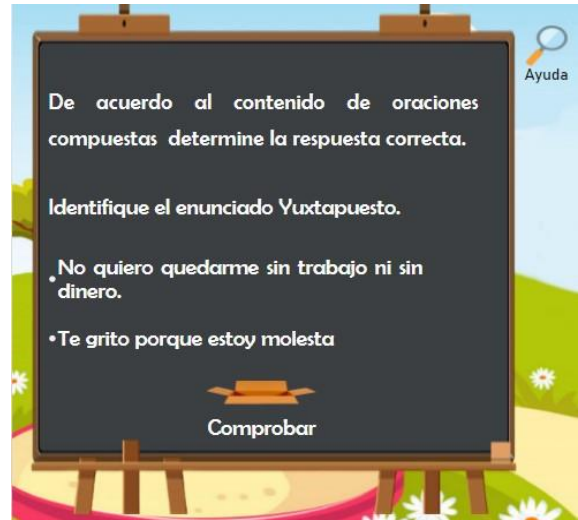 Ayuda
De acuerdo al contenido de oraciones
compuestas determine la respuesta correcta.
Identifique el enunciado Yuxtapuesto.
• No quiero quedarme sin trabajo ni sin
dinero.
• Te grito porque estoy molesta
Comprobar